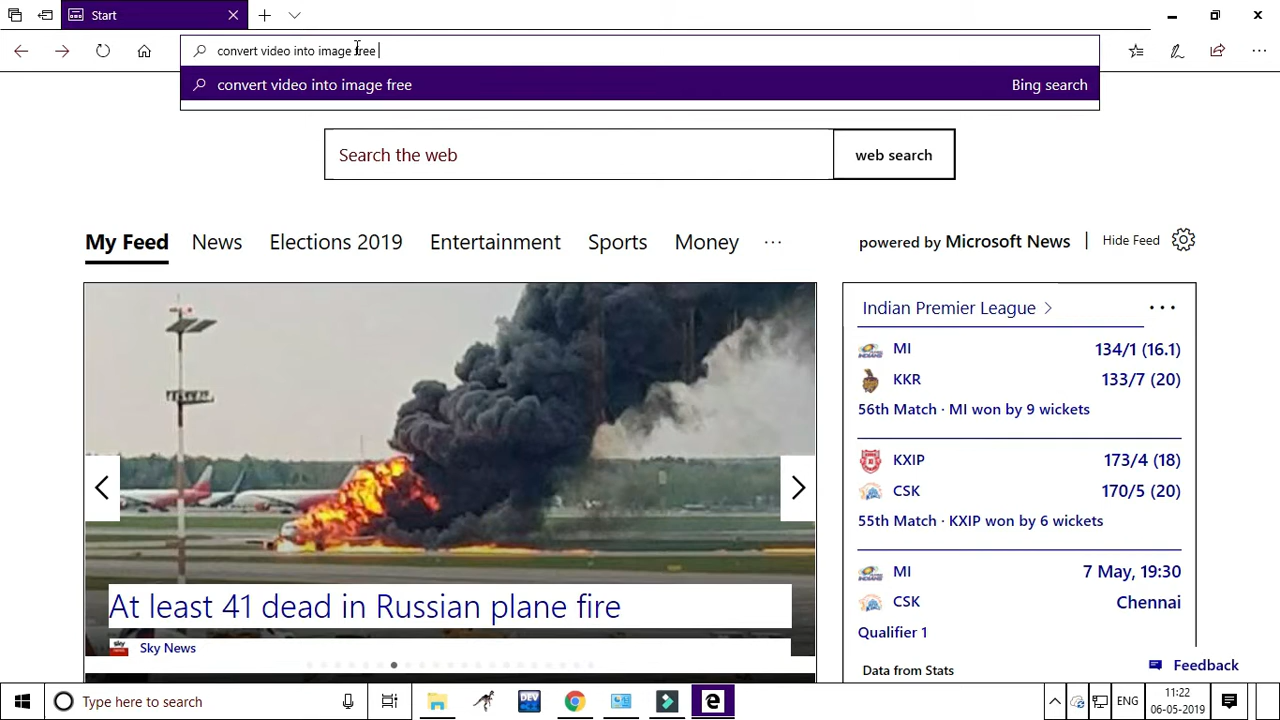 Start
convert video into image free
convert video into image free Bing search
Search the web web search
My Feed News Elections 2019 Entertainment Sports Money ... powered by Microsoft News | Hide Feed
Indian Premier League
MI 134/1 (16.1)
KKR 133/7 (20)
56th Match · MI won by 9 wickets
KXIP 173/4 (18)
CSK 170/5 (20)
55th Match · KXIP won by 6 wickets
MI 7 May, 19:30
CSK Chennai
Qualifier 1
Data from Stats
At least 41 dead in Russian plane fire
sky news Sky News
Feedback
Type here to search
DEV
ENG
11:22
06-05-2019